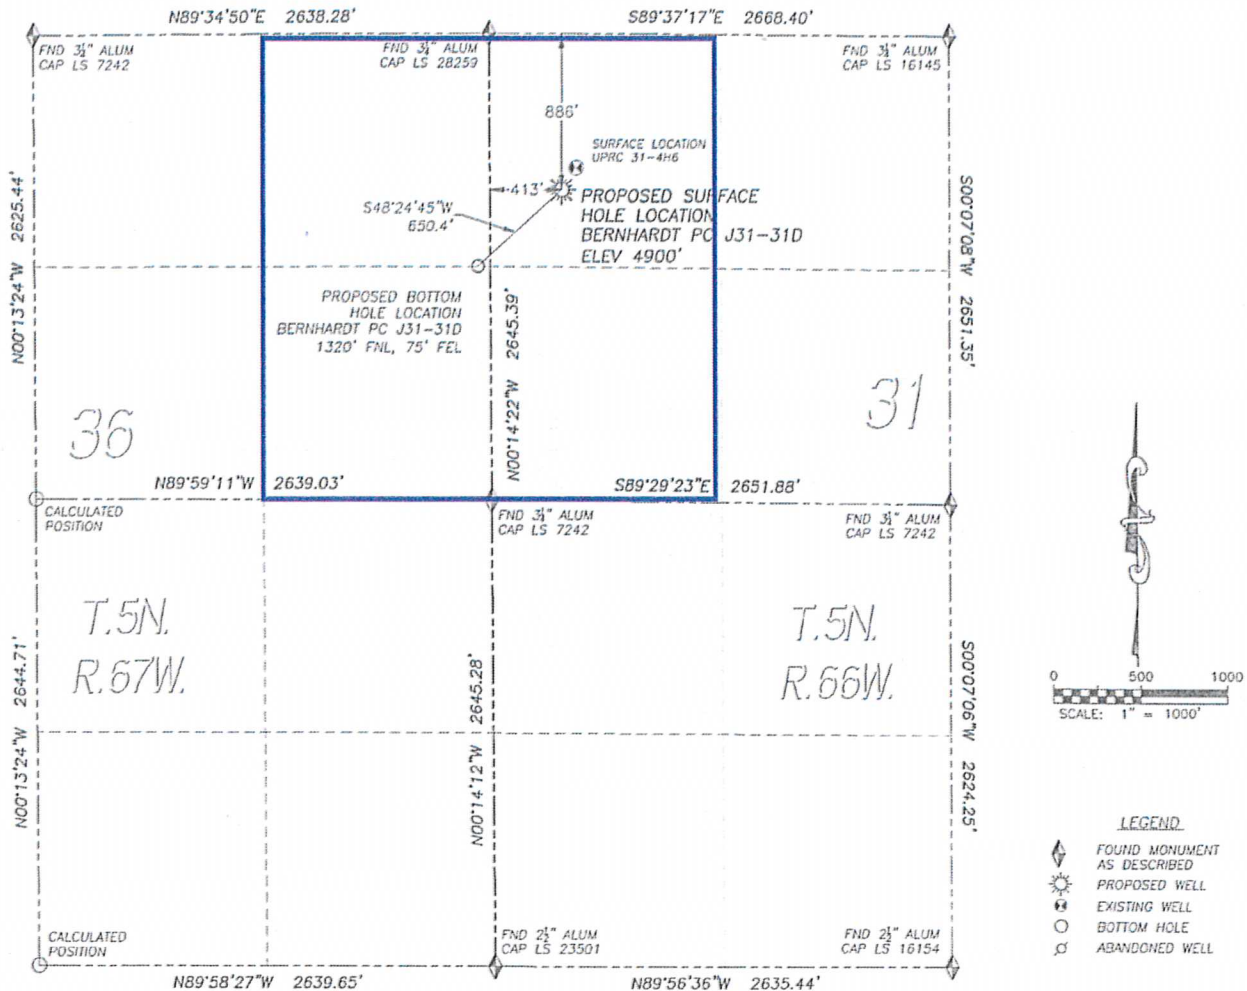 N89°34'50"E 2638.28'
S89°37'17"E 2668.40'
FND 3¼" ALUM
CAP LS 7242
FND 3¼" ALUM
CAP LS 28259
FND 3¼" ALUM
CAP LS 16145
886'
SURFACE LOCATION
UPRC 31-4H6
413'
PROPOSED SURFACE
HOLE LOCATION
BERNHARDT PC J31-31D
ELEV 4900'
S48°24'45"W
650.4'
N00°13'24"W 2625.44'
S00°07'08"W 2651.35'
PROPOSED BOTTOM
HOLE LOCATION
BERNHARDT PC J31-31D
1320' FNL, 75' FEL
N00°14'22"W 2645.39'
36
31
N89°59'11"W 2639.03'
S89°29'23"E 2651.88'
CALCULATED
POSITION
FND 3¼" ALUM
CAP LS 7242
FND 3¼" ALUM
CAP LS 7242
T.5N.
R.67W.
T.5N.
R.66W.
N00°13'24"W 2644.71'
N00°14'12"W 2645.28'
S00°07'06"W 2624.25'
0 500 1000
SCALE: 1" = 1000'
LEGEND
FOUND MONUMENT
AS DESCRIBED
PROPOSED WELL
EXISTING WELL
BOTTOM HOLE
ABANDONED WELL
CALCULATED
POSITION
FND 2½" ALUM
CAP LS 23501
FND 2½" ALUM
CAP LS 16154
N89°58'27"W 2639.65'
N89°56'36"W 2635.44'